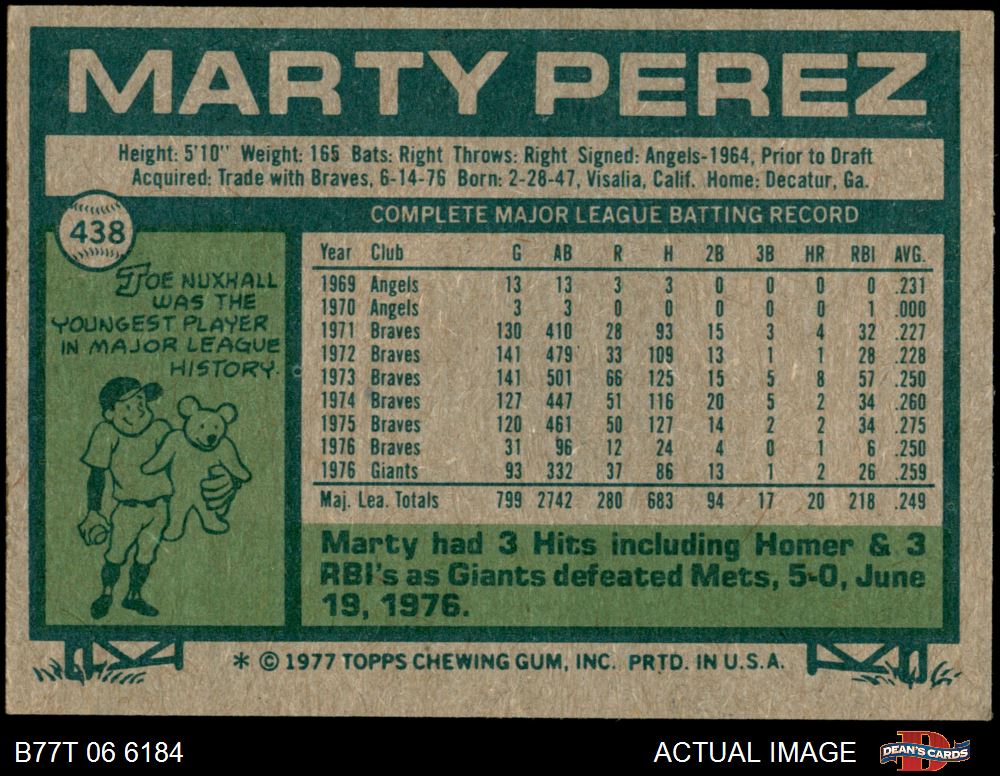 MARTY PEREZ
Height: 5'10" Weight: 165 Bats: Right Throws: Right Signed: Angels-1964, Prior to Draft
Acquired: Trade with Braves, 6-14-76 Born: 2-28-47, Visalia, Calif. Home: Decatur, Ga.
438
JOE NUXHALL
WAS THE
YOUNGEST PLAYER
IN MAJOR LEAGUE
HISTORY.
COMPLETE MAJOR LEAGUE BATTING RECORD
Year Club G AB R H 2B 3B HR RBI AVG.
1969 Angels 13 13 3 3 0 0 0 0 .231
1970 Angels 3 3 0 0 0 0 0 1 .000
1971 Braves 130 410 28 93 15 3 4 32 .227
1972 Braves 141 479 33 109 13 1 1 28 .228
1973 Braves 141 501 66 125 15 5 8 57 .250
1974 Braves 127 447 51 116 20 5 2 34 .260
1975 Braves 120 461 50 127 14 2 2 34 .275
1976 Braves 31 96 12 24 4 0 1 6 .250
1976 Giants 93 332 37 86 13 1 2 26 .259
Maj. Lea. Totals 799 2742 280 683 94 17 20 218 .249
Marty had 3 Hits including Homer & 3
RBI's as Giants defeated Mets, 5-0, June
19, 1976.
* © 1977 TOPPS CHEWING GUM, INC. PRTD. IN U.S.A.
B77T 06 6184
ACTUAL IMAGE
D
DEAN'S CARDS